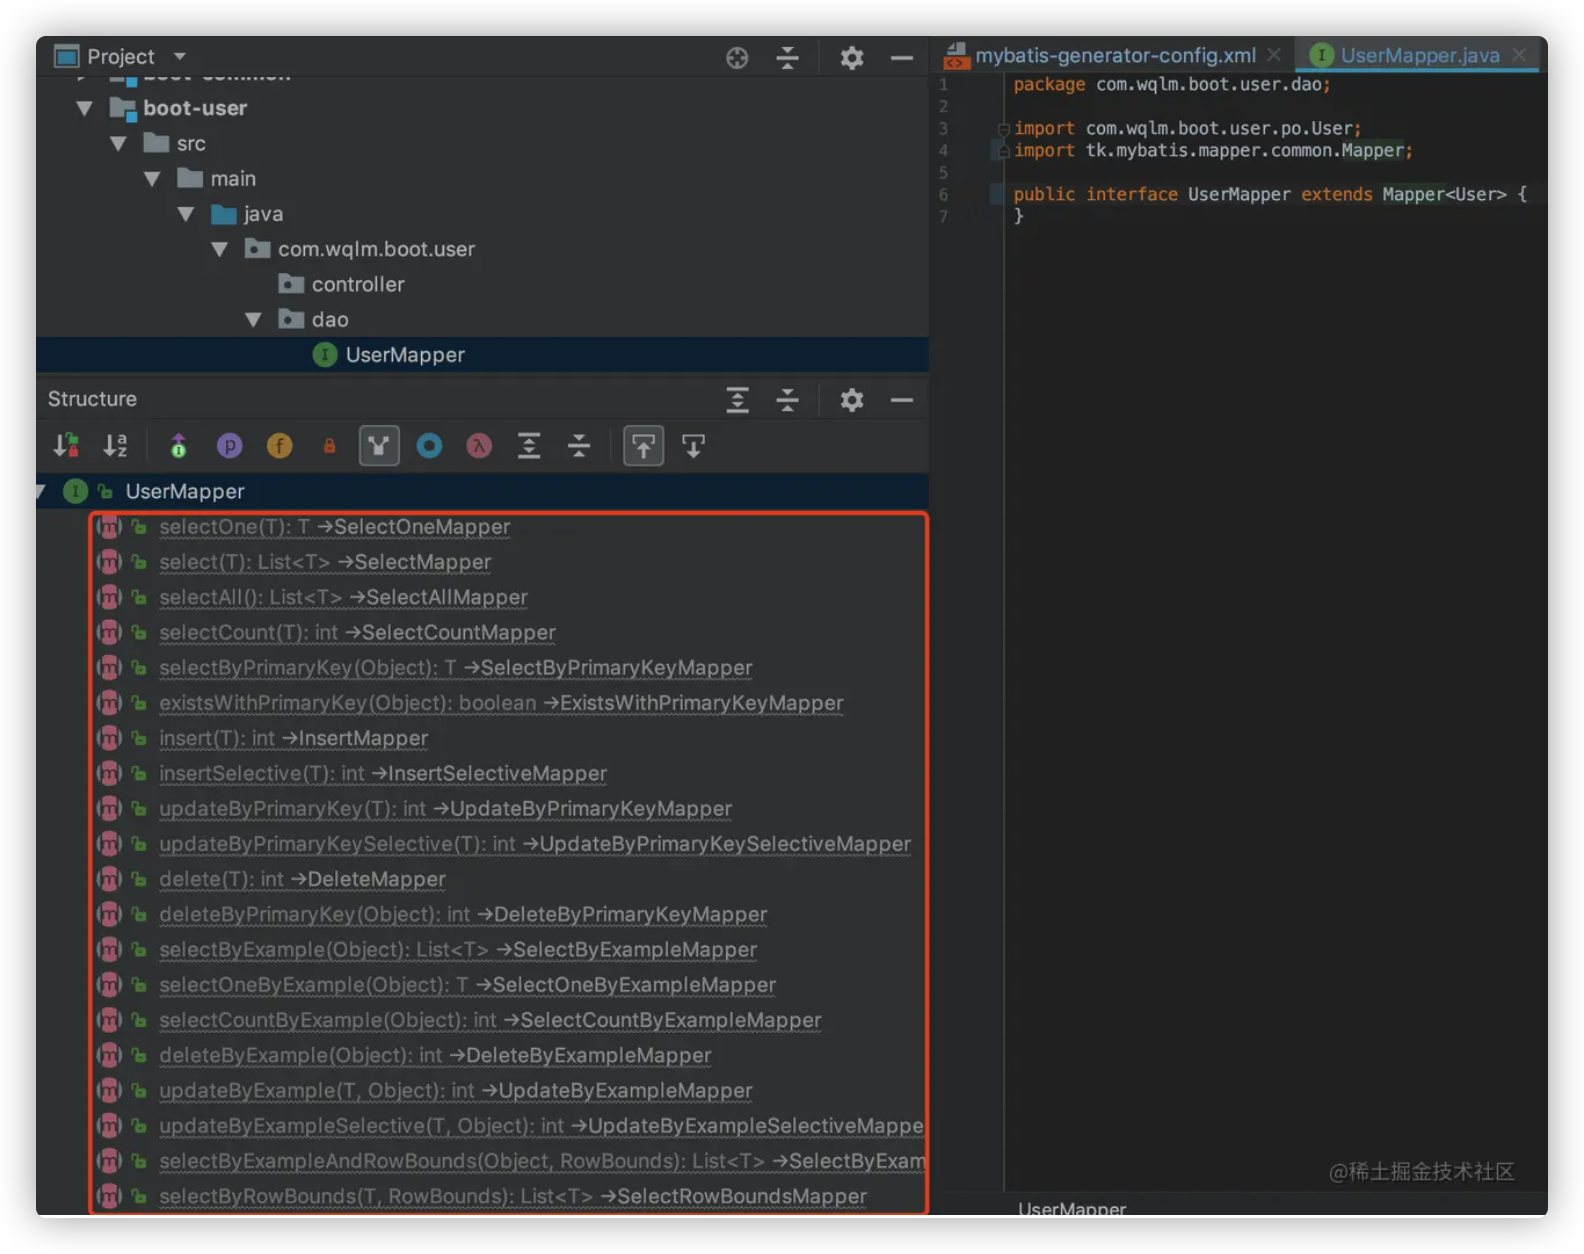 Project
boot-common
boot-user
src
main
java
com.wqlm.boot.user
controller
dao
UserMapper
Structure
UserMapper
selectOne(T): T →SelectOneMapper
select(T): List<T> →SelectMapper
selectAll(): List<T> →SelectAllMapper
selectCount(T): int →SelectCountMapper
selectByPrimaryKey(Object): T →SelectByPrimaryKeyMapper
existsWithPrimaryKey(Object): boolean →ExistsWithPrimaryKeyMapper
insert(T): int →InsertMapper
insertSelective(T): int →InsertSelectiveMapper
updateByPrimaryKey(T): int →UpdateByPrimaryKeyMapper
updateByPrimaryKeySelective(T): int →UpdateByPrimaryKeySelectiveMapper
delete(T): int →DeleteMapper
deleteByPrimaryKey(Object): int →DeleteByPrimaryKeyMapper
selectByExample(Object): List<T> →SelectByExampleMapper
selectOneByExample(Object): T →SelectOneByExampleMapper
selectCountByExample(Object): int →SelectCountByExampleMapper
deleteByExample(Object): int →DeleteByExampleMapper
updateByExample(T, Object): int →UpdateByExampleMapper
updateByExampleSelective(T, Object): int →UpdateByExampleSelectiveMappe
selectByExampleAndRowBounds(Object, RowBounds): List<T> →SelectByExam
selectByRowBounds(T, RowBounds): List<T> →SelectRowBoundsMapper
mybatis-generator-config.xml UserMapper.java
1 package com.wqlm.boot.user.dao;
2
3 import com.wqlm.boot.user.po.User;
4 import tk.mybatis.mapper.common.Mapper;
5
6 public interface UserMapper extends Mapper<User> {
7 }
@稀土掘金技术社区
UserMapper